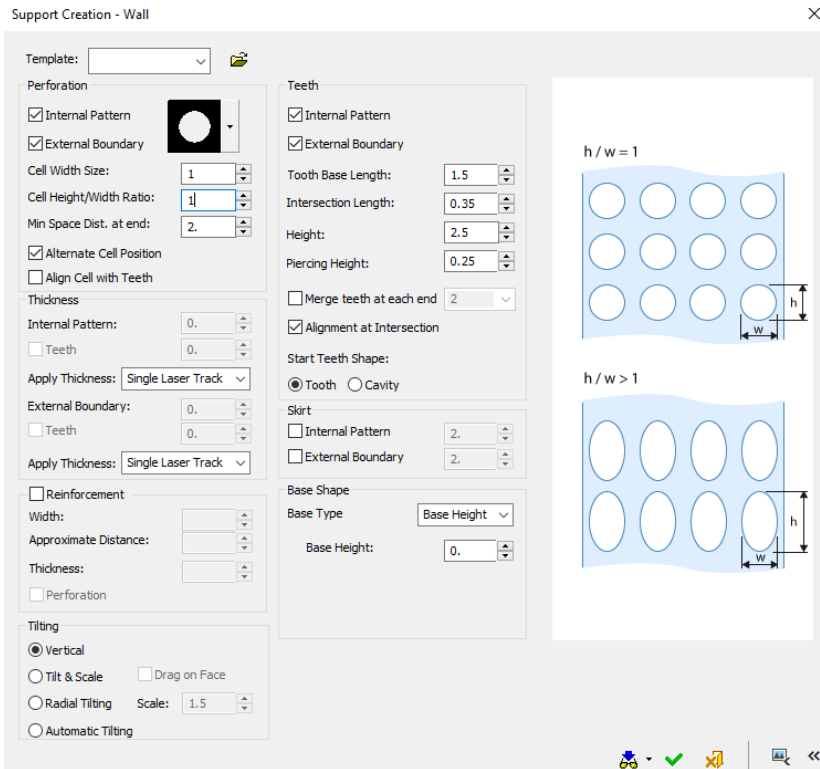 Support Creation - Wall
Template:
Perforation
Internal Pattern
External Boundary
Cell Width Size: 1
Cell Height/Width Ratio: 1
Min Space Dist. at end: 2.
Alternate Cell Position
Align Cell with Teeth
Thickness
Internal Pattern: 0.
Teeth 0.
Apply Thickness: Single Laser Track
External Boundary: 0.
Teeth 0.
Apply Thickness: Single Laser Track
Reinforcement
Width:
Approximate Distance:
Thickness:
Perforation
Tilting
Vertical
Tilt & Scale Drag on Face
Radial Tilting Scale: 1.5
Automatic Tilting
Teeth
Internal Pattern
External Boundary
Tooth Base Length: 1.5
Intersection Length: 0.35
Height: 2.5
Piercing Height: 0.25
Merge teeth at each end 2
Alignment at Intersection
Start Teeth Shape:
Tooth Cavity
Skirt
Internal Pattern 2.
External Boundary 2.
Base Shape
Base Type Base Height
Base Height: 0.
h / w = 1
h
w
h / w > 1
h
w